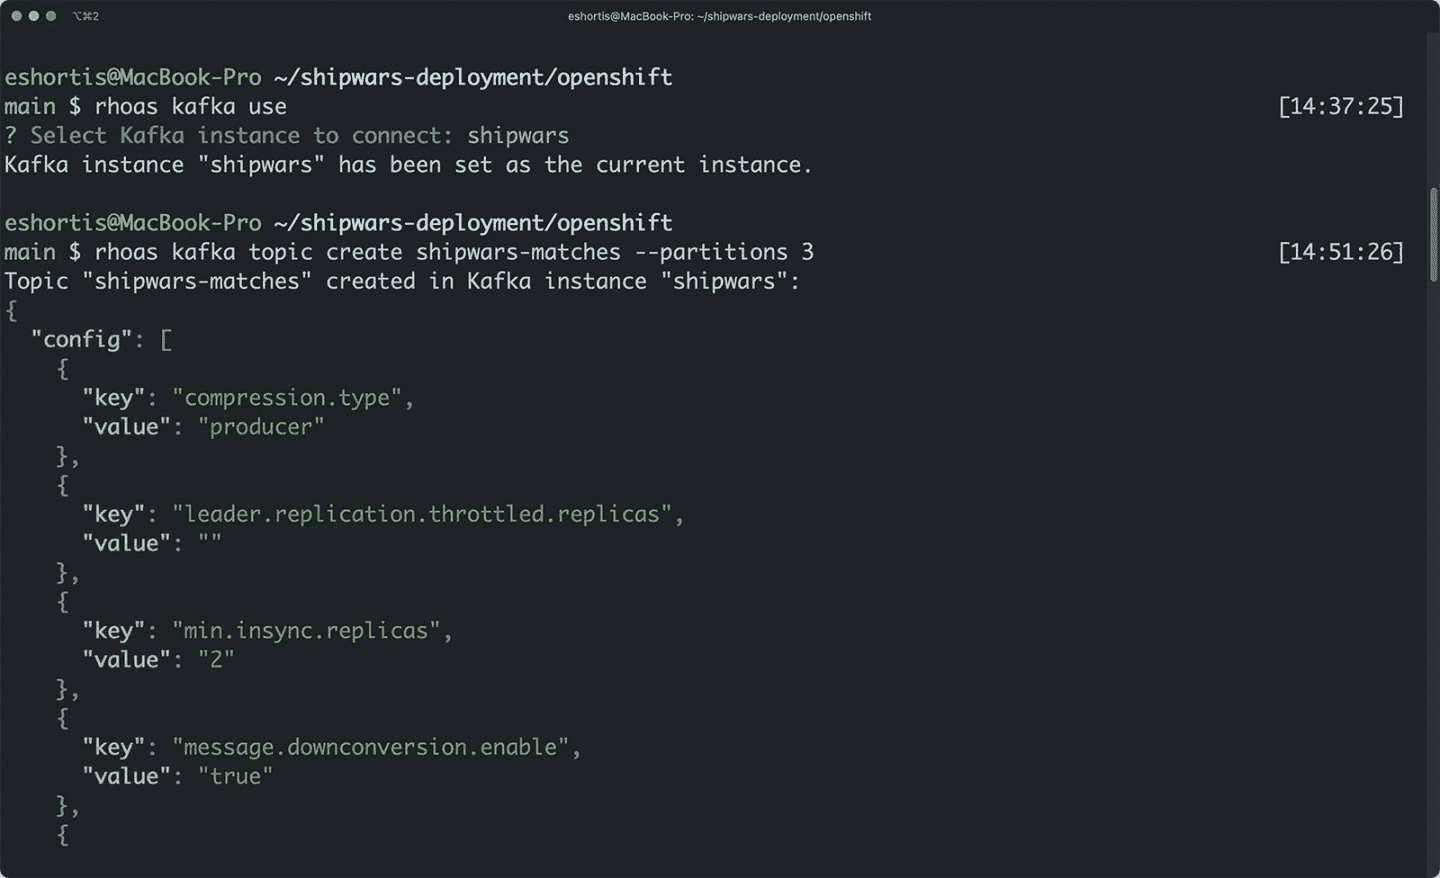 ⌥⌘2
eshortis@MacBook-Pro: ~/shipwars-deployment/openshift
eshortis@MacBook-Pro ~/shipwars-deployment/openshift
main $ rhoas kafka use [14:37:25]
? Select Kafka instance to connect: shipwars
Kafka instance "shipwars" has been set as the current instance.
eshortis@MacBook-Pro ~/shipwars-deployment/openshift
main $ rhoas kafka topic create shipwars-matches --partitions 3 [14:51:26]
Topic "shipwars-matches" created in Kafka instance "shipwars":
{
  "config": [
    {
      "key": "compression.type",
      "value": "producer"
    },
    {
      "key": "leader.replication.throttled.replicas",
      "value": ""
    },
    {
      "key": "min.insync.replicas",
      "value": "2"
    },
    {
      "key": "message.downconversion.enable",
      "value": "true"
    },
    {